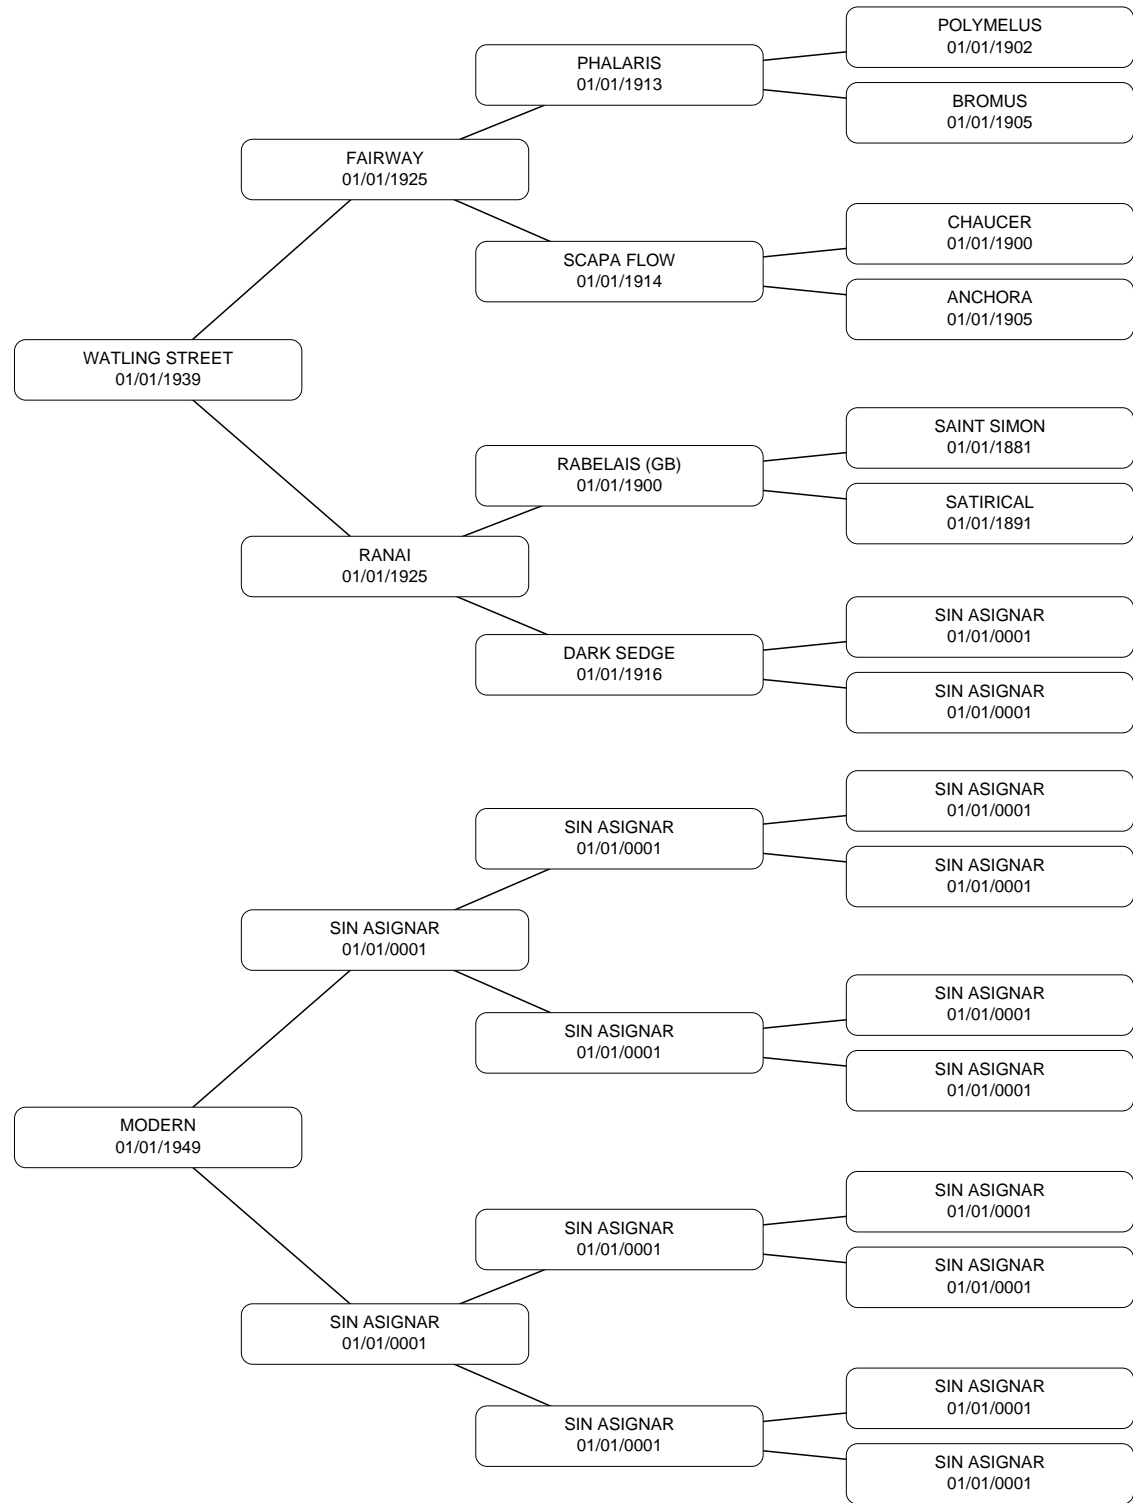 POLYMELUS
01/01/1902
PHALARIS
01/01/1913
BROMUS
01/01/1905
FAIRWAY
01/01/1925
CHAUCER
01/01/1900
SCAPA FLOW
01/01/1914
ANCHORA
01/01/1905
WATLING STREET
01/01/1939
SAINT SIMON
01/01/1881
RABELAIS (GB)
01/01/1900
SATIRICAL
01/01/1891
RANAI
01/01/1925
SIN ASIGNAR
01/01/0001
DARK SEDGE
01/01/1916
SIN ASIGNAR
01/01/0001
SIN ASIGNAR
01/01/0001
SIN ASIGNAR
01/01/0001
SIN ASIGNAR
01/01/0001
SIN ASIGNAR
01/01/0001
SIN ASIGNAR
01/01/0001
SIN ASIGNAR
01/01/0001
SIN ASIGNAR
01/01/0001
MODERN
01/01/1949
SIN ASIGNAR
01/01/0001
SIN ASIGNAR
01/01/0001
SIN ASIGNAR
01/01/0001
SIN ASIGNAR
01/01/0001
SIN ASIGNAR
01/01/0001
SIN ASIGNAR
01/01/0001
SIN ASIGNAR
01/01/0001